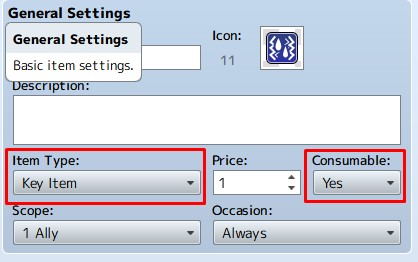 General Settings
General Settings
Basic item settings.
Icon:
11
Description:
Item Type:
Price:
Consumable:
Key Item
1
Yes
Scope:
Occasion:
1 Ally
Always